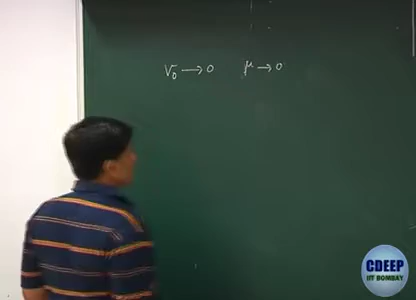 V₀ → 0 μ → 0
CDEEP
IIT BOMBAY